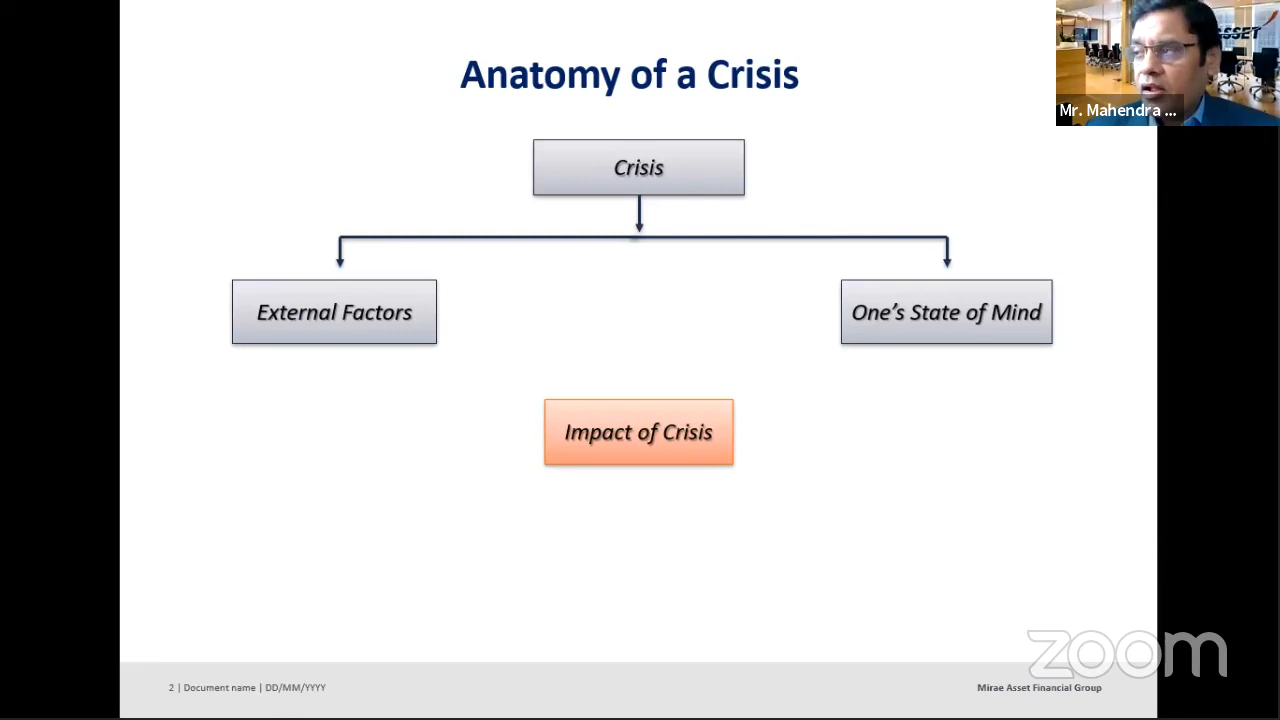 Anatomy of a Crisis
ASSET
Mr. Mahendra ...
Crisis
External Factors
One's State of Mind
Impact of Crisis
zoom
2 | Document name | DD/MM/YYYY
Mirae Asset Financial Group